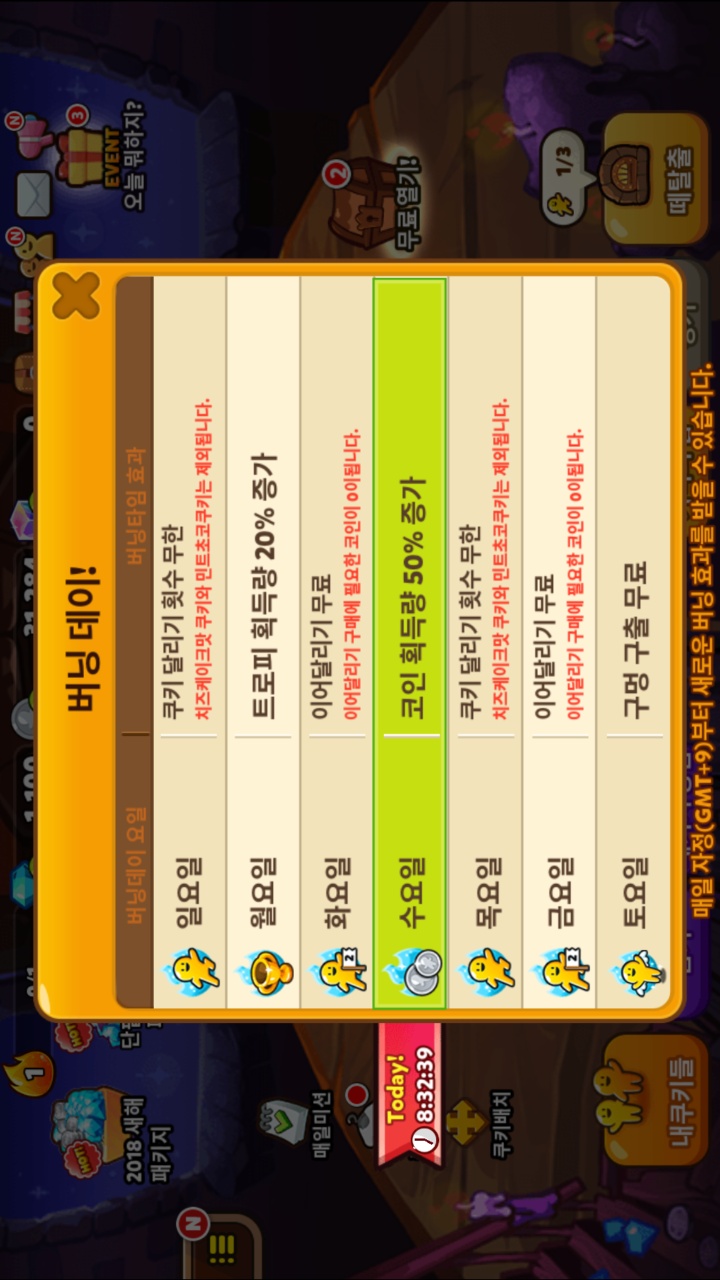 버닝 데이!
버닝데이 요일 버닝타임 효과
일요일 쿠키 달리기 횟수 무한
치즈케이크맛 쿠키와 민트초코쿠키는 제외됩니다.
월요일 트로피 획득량 20% 증가
화요일 이어달리기 무료
이어달리기 구매에 필요한 코인이 0이됩니다.
Today!
8:32:39
수요일 코인 획득량 50% 증가
목요일 쿠키 달리기 횟수 무한
치즈케이크맛 쿠키와 민트초코쿠키는 제외됩니다.
금요일 이어달리기 무료
이어달리기 구매에 필요한 코인이 0이됩니다.
토요일 구멍 구출 무료
매일 자정(GMT+9)부터 새로운 버닝 효과를 받을 수 있습니다.
N
1
HOT!
HOT!
2018 새해
패키지
매일미션
쿠키배치
내쿠키들
N
N
3
EVENT
오늘 뭐하지?
2
무료 열기!
1/3
떼탈출